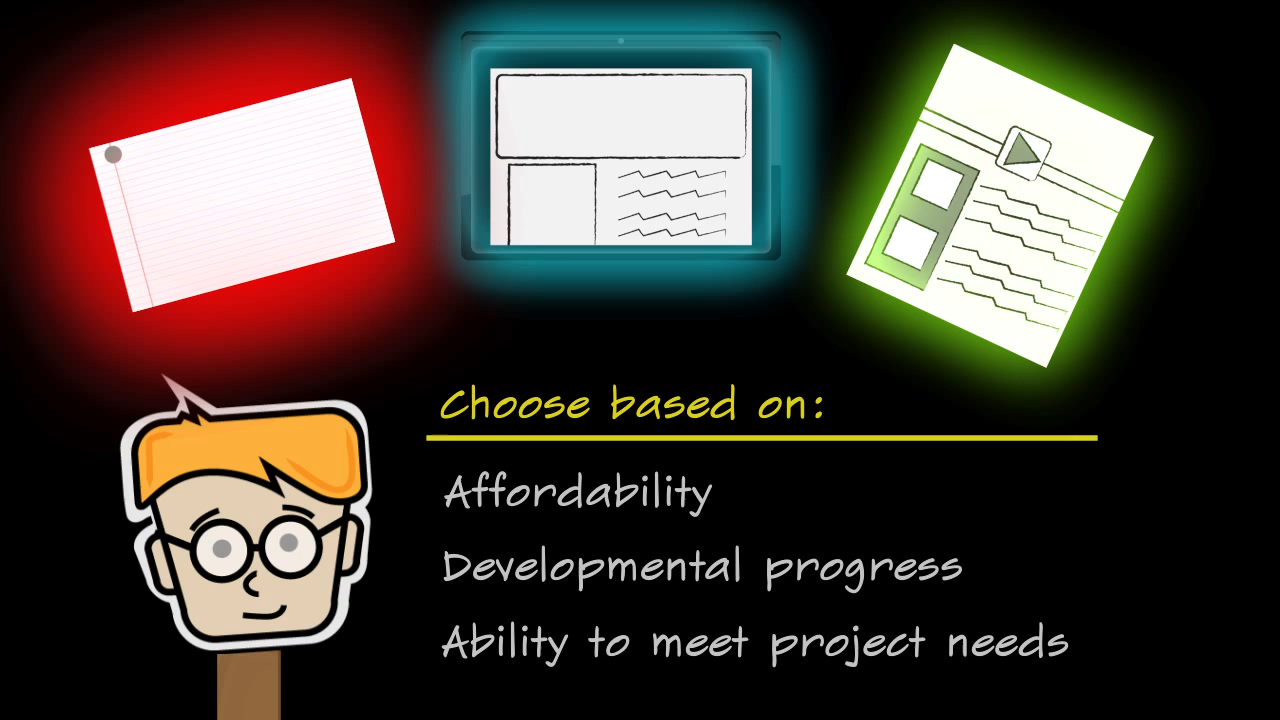 Choose based on:
Affordability
Developmental progress
Ability to meet project needs